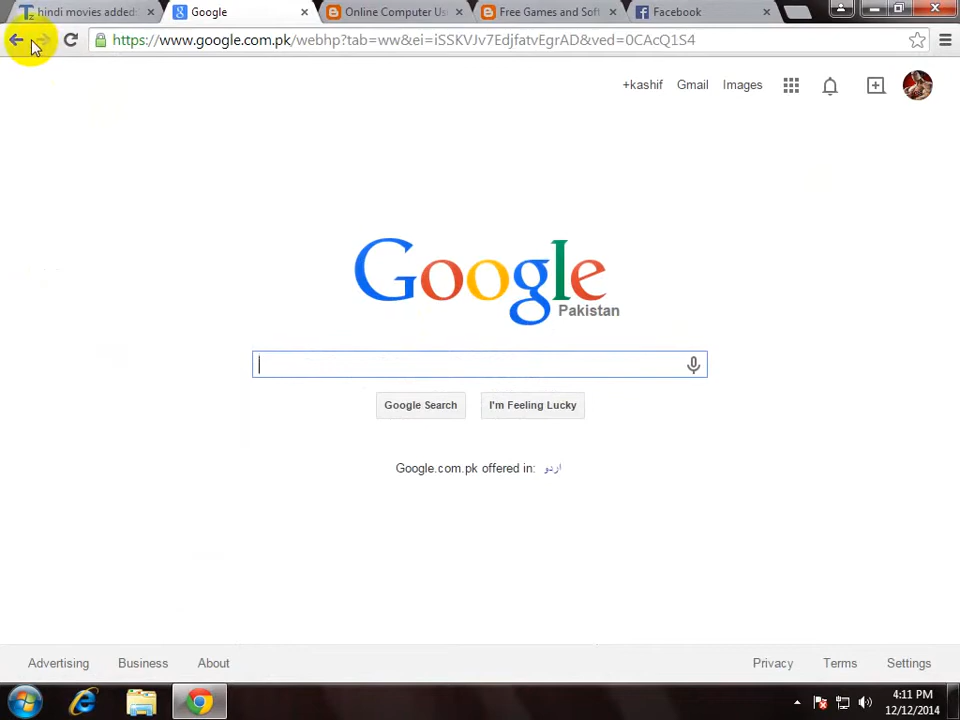 hindi movies added:
Google
Online Computer Us
Free Games and Soft
Facebook
https://www.google.com.pk/webhp?tab=ww&ei=iSSKVJv7EdjfatvEgrAD&ved=0CAcQ1S4
+kashif Gmail Images
Google
Pakistan
Google Search I'm Feeling Lucky
Google.com.pk offered in: اردو
Advertising Business About Privacy Terms Settings
4:11 PM
12/12/2014